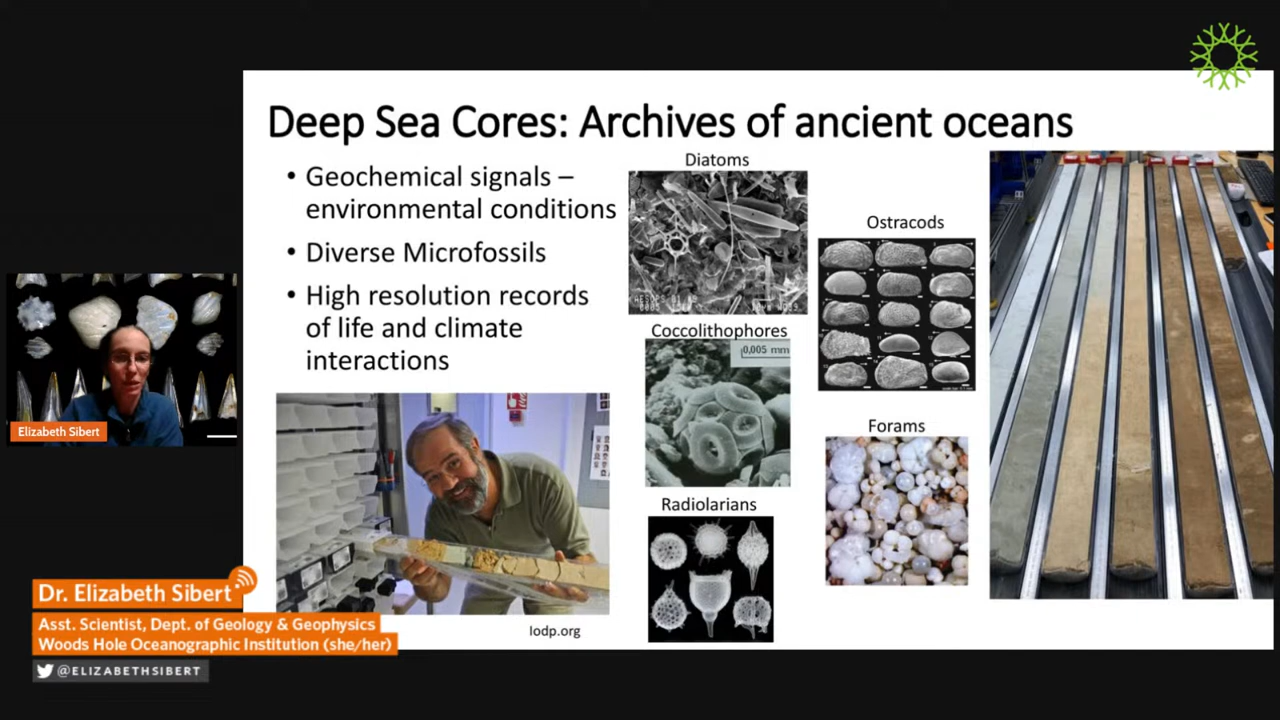 Deep Sea Cores: Archives of ancient oceans
• Geochemical signals –
environmental conditions
• Diverse Microfossils
• High resolution records
of life and climate
interactions
Diatoms
Ostracods
Coccolithophores
0,005 mm
Forams
Radiolarians
Iodp.org
Elizabeth Sibert
Dr. Elizabeth Sibert
Asst. Scientist, Dept. of Geology & Geophysics
Woods Hole Oceanographic Institution (she/her)
@ELIZABETHSIBERT